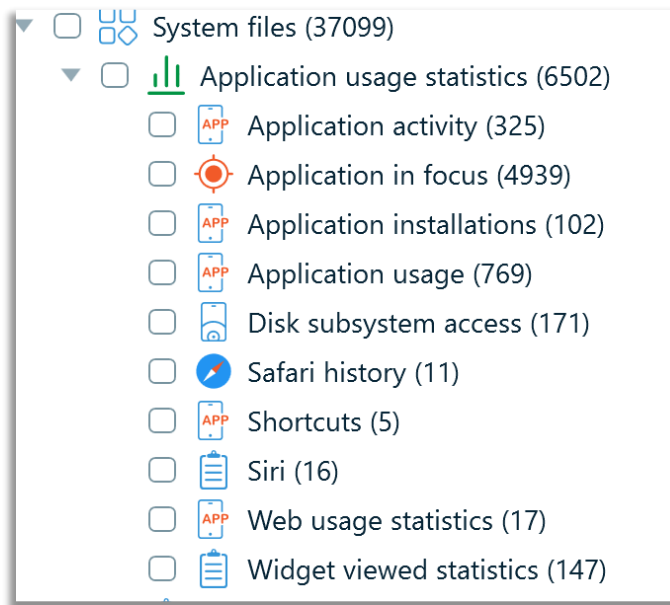 System files (37099)
Application usage statistics (6502)
APP Application activity (325)
Application in focus (4939)
APP Application installations (102)
APP Application usage (769)
Disk subsystem access (171)
Safari history (11)
APP Shortcuts (5)
Siri (16)
APP Web usage statistics (17)
Widget viewed statistics (147)